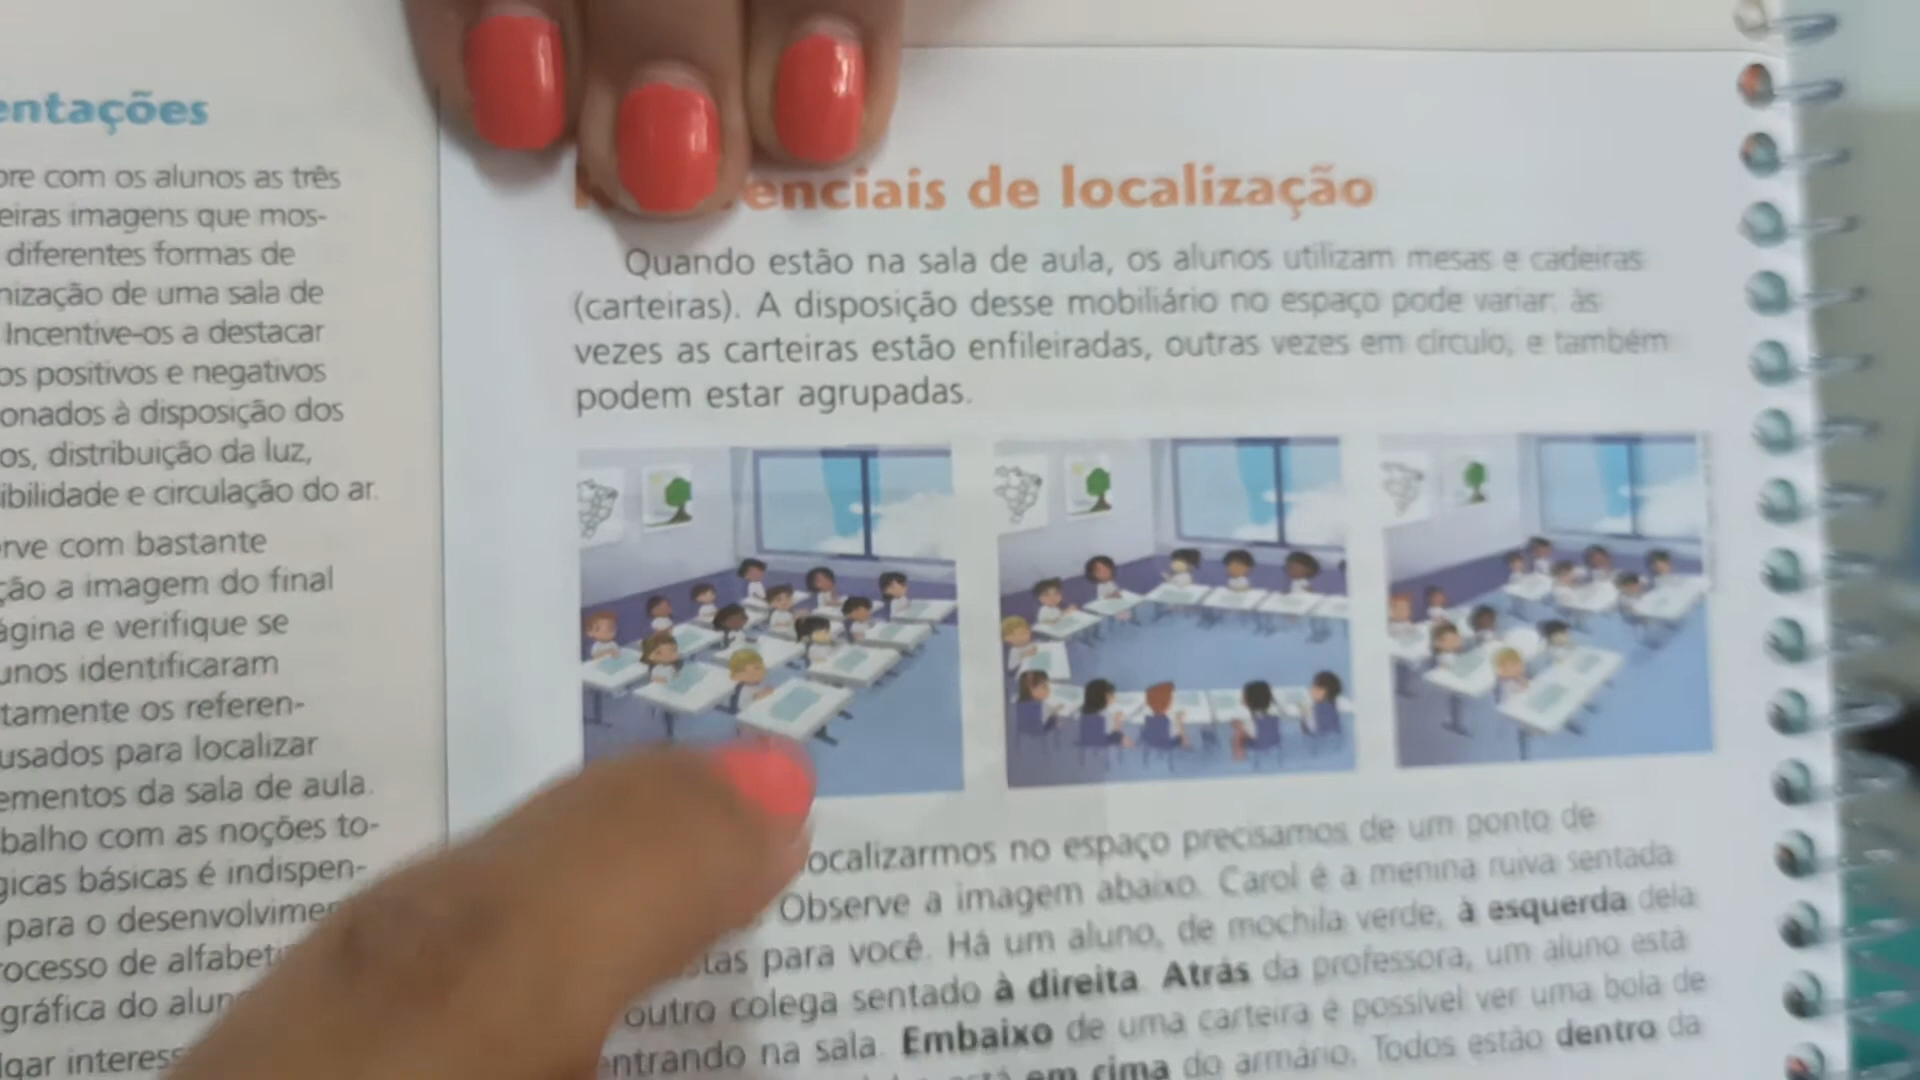 entações
bre com os alunos as três
eiras imagens que mos-
diferentes formas de
nização de uma sala de
Incentive-os a destacar
os positivos e negativos
onados à disposição dos
os, distribuição da luz,
ibilidade e circulação do ar.
rve com bastante
ção a imagem do final
ágina e verifique se
unos identificaram
tamente os referen-
usados para localizar
ementos da sala de aula.
balho com as noções to-
gicas básicas é indispen-
para o desenvolvimen
rocesso de alfabeti
gráfica do alun
lgar interess
enciais de localização
Quando estão na sala de aula, os alunos utilizam mesas e cadeiras
(carteiras). A disposição desse mobiliário no espaço pode variar: às
vezes as carteiras estão enfileiradas, outras vezes em círculo, e também
podem estar agrupadas.
localizarmos no espaço precisamos de um ponto de
Observe a imagem abaixo. Carol é a menina ruiva sentada
stas para você. Há um aluno, de mochila verde, à esquerda dela
outro colega sentado à direita. Atrás da professora, um aluno está
entrando na sala. Embaixo de uma carteira é possível ver uma bola de
está em cima do armário. Todos estão dentro da